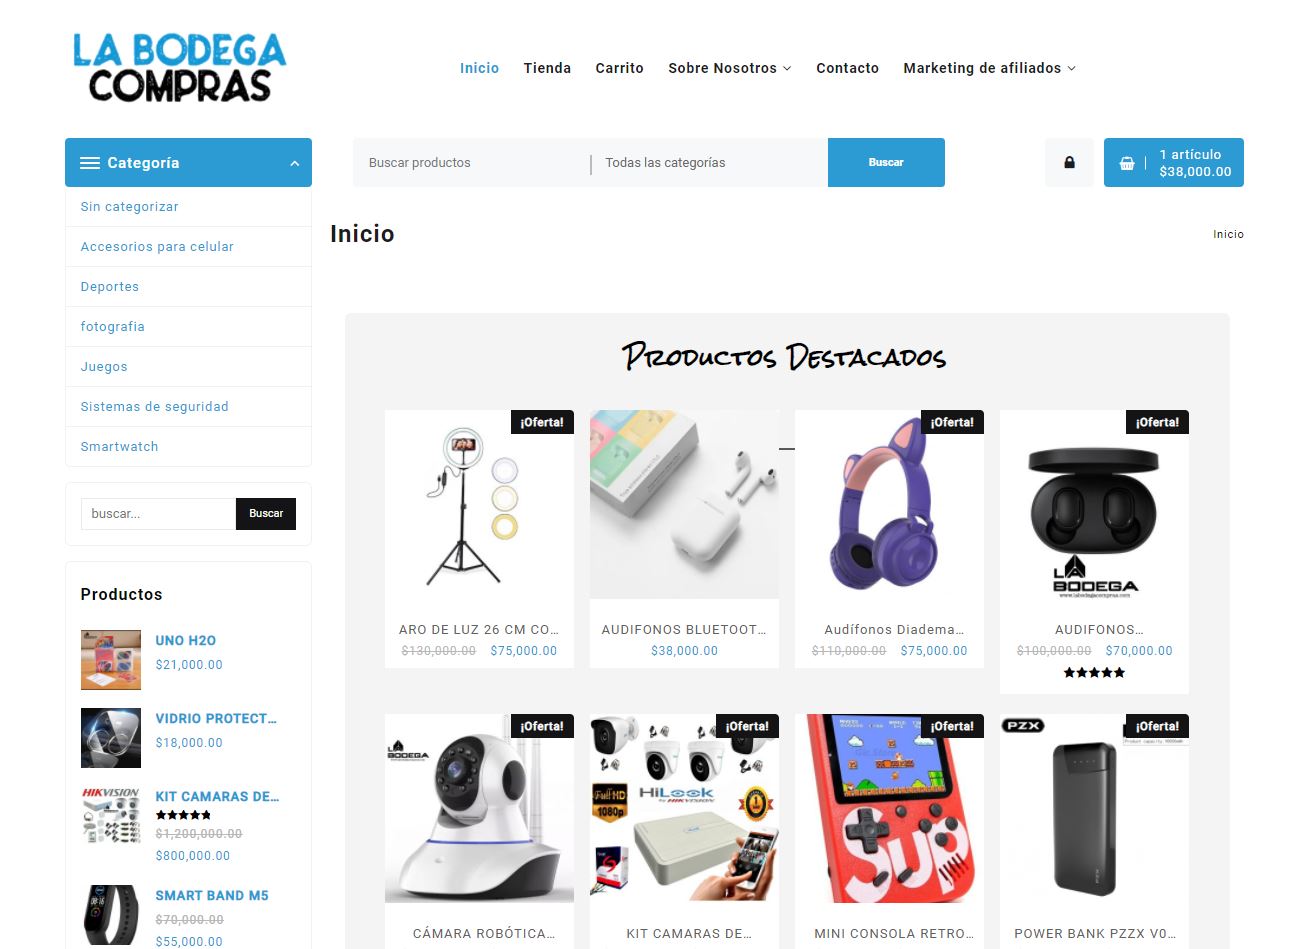 LA BODEGA
COMPRAS
Inicio
Tienda
Carrito
Sobre Nosotros
Contacto
Marketing de afiliados
Categoría
Buscar productos
Todas las categorías
Buscar
1 artículo
$38,000.00
Sin categorizar
Accesorios para celular
Deportes
fotografia
Juegos
Sistemas de seguridad
Smartwatch
buscar...
Buscar
Productos
UNO H2O
$21,000.00
VIDRIO PROTECT...
$18,000.00
HIKVISION
KIT CAMARAS DE...
$1,200,000.00
$800,000.00
SMART BAND M5
$70,000.00
$55,000.00
Inicio
Inicio
Productos Destacados
¡Oferta!
ARO DE LUZ 26 CM CO...
$130,000.00 $75,000.00
AUDIFONOS BLUETOOT...
$38,000.00
¡Oferta!
Audífonos Diadema...
$110,000.00 $75,000.00
¡Oferta!
LA
BODEGA
www.labodegacompras.com
AUDIFONOS...
$100,000.00 $70,000.00
¡Oferta!
LA
BODEGA
CÁMARA ROBÓTICA...
¡Oferta!
Full HD
1080p
HiLook
by HIKVISION
1
KIT CAMARAS DE...
¡Oferta!
SUP
MINI CONSOLA RETRO...
PZX
¡Oferta!
PZX
POWER BANK PZZX V0...